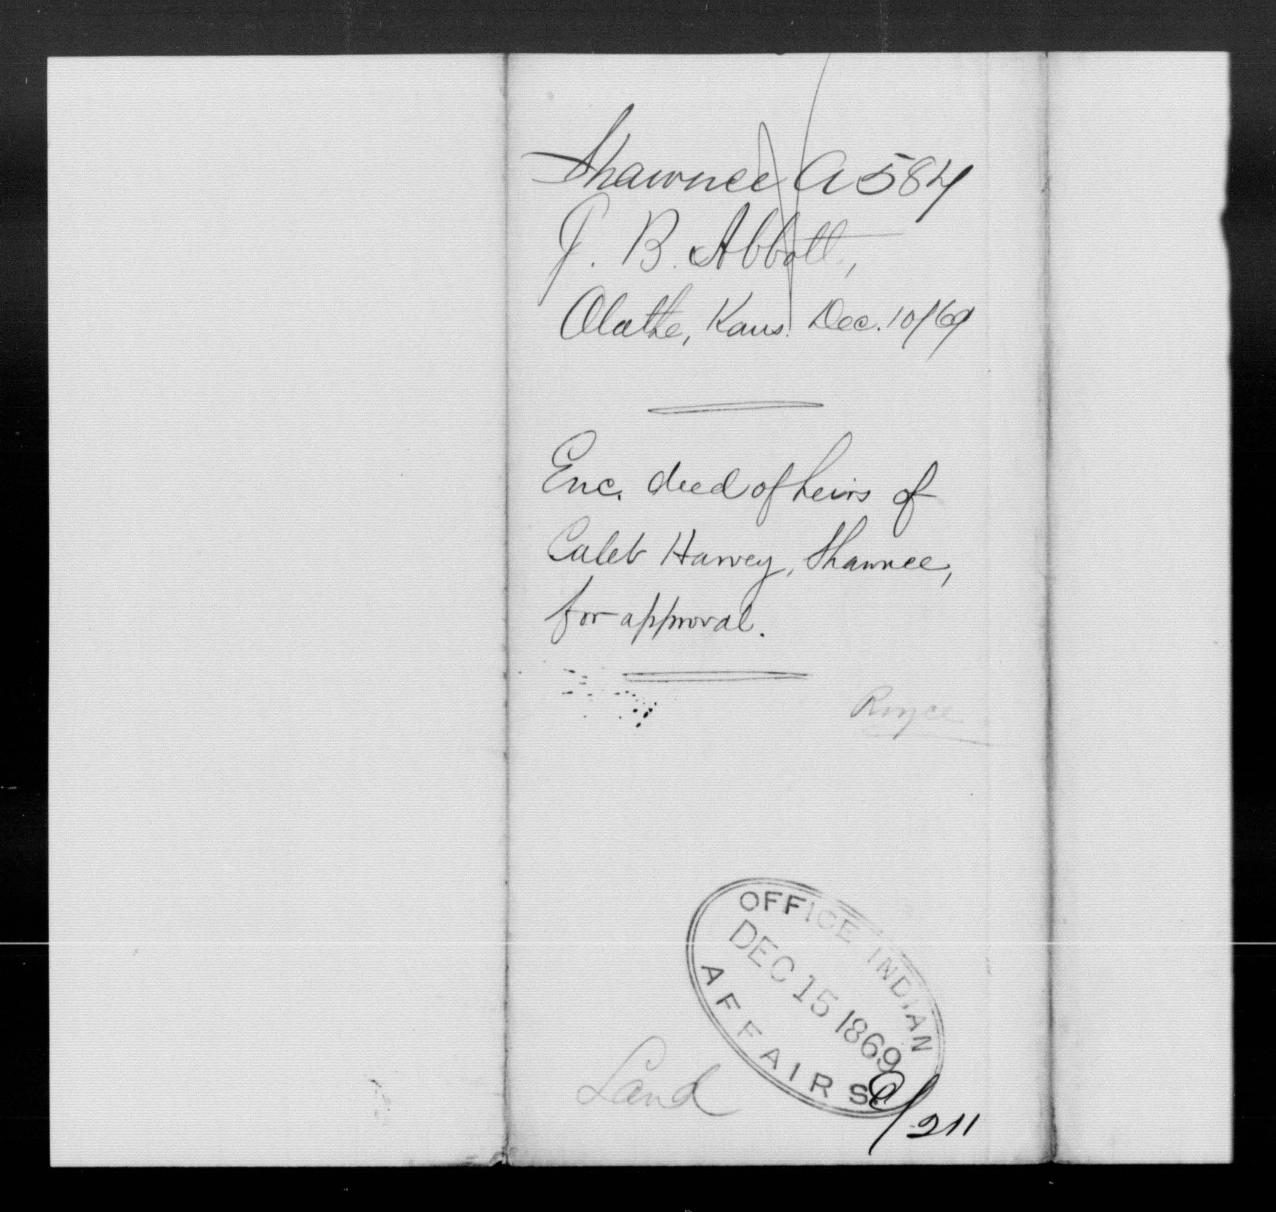 Shawnee A 584
J. B. Abbott,
Olathe, Kans. Dec. 10/69
Enc. deed of heirs of
Caleb Harvey, Shawnee,
for approval.
Royce
OFFICE INDIAN
DEC 15 1869
AFFAIRS
Land
C/211